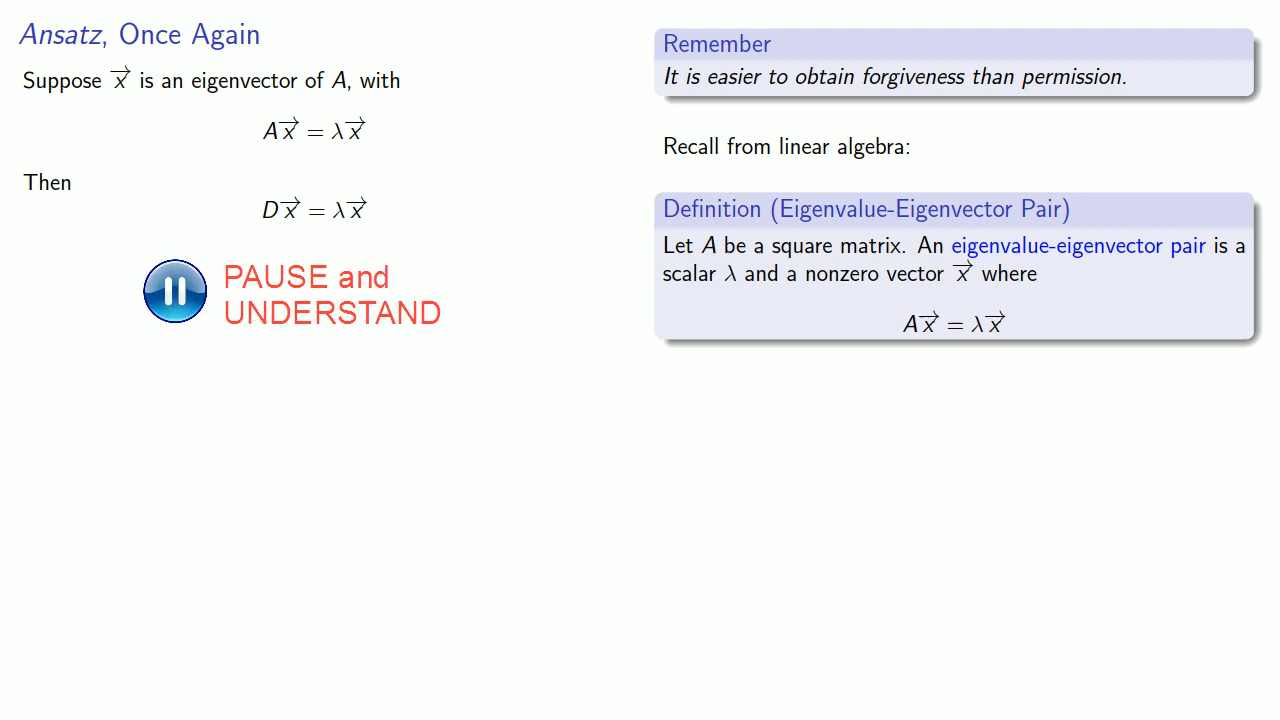 Ansatz, Once Again
Suppose x⃗ is an eigenvector of A, with
Ax⃗ = λx⃗
Then
Dx⃗ = λx⃗
PAUSE and
UNDERSTAND
Remember
It is easier to obtain forgiveness than permission.
Recall from linear algebra:
Definition (Eigenvalue-Eigenvector Pair)
Let A be a square matrix. An eigenvalue-eigenvector pair is a
scalar λ and a nonzero vector x⃗ where
Ax⃗ = λx⃗